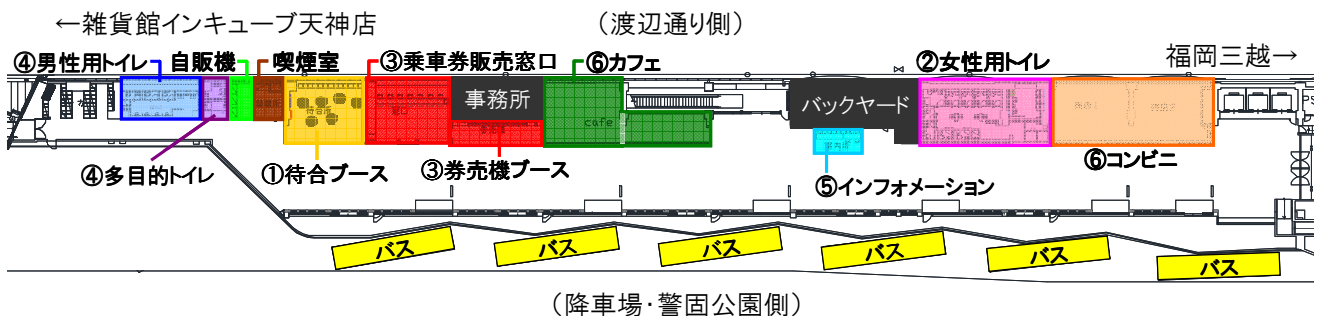 ←雑貨館インキューブ天神店
（渡辺通り側）
福岡三越→
④男性用トイレ
自販機
喫煙室
③乗車券販売窓口
⑥カフェ
②女性用トイレ
事務所
バックヤード
待合所
cafe
④多目的トイレ
①待合ブース
③券売機ブース
⑤インフォメーション
⑥コンビニ
バス
バス
バス
バス
バス
バス
（降車場・警固公園側）